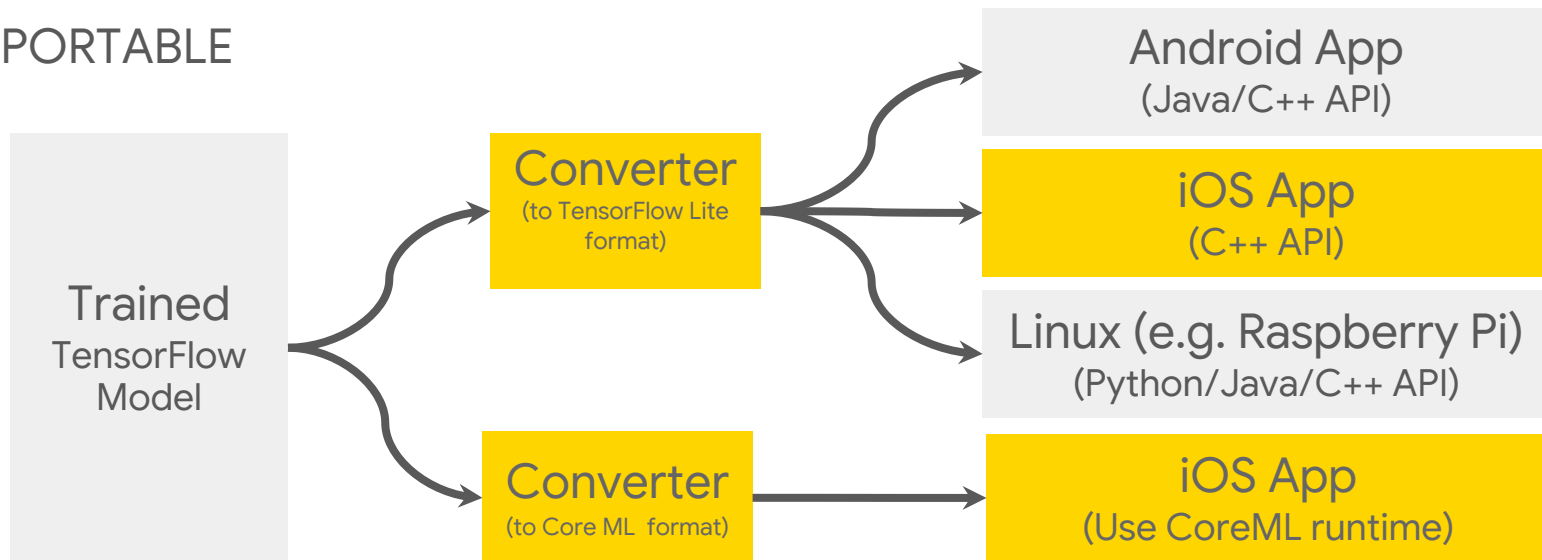 PORTABLE
Trained
TensorFlow
Model
Converter
(to TensorFlow Lite
format)
Converter
(to Core ML format)
Android App
(Java/C++ API)
iOS App
(C++ API)
Linux (e.g. Raspberry Pi)
(Python/Java/C++ API)
iOS App
(Use CoreML runtime)